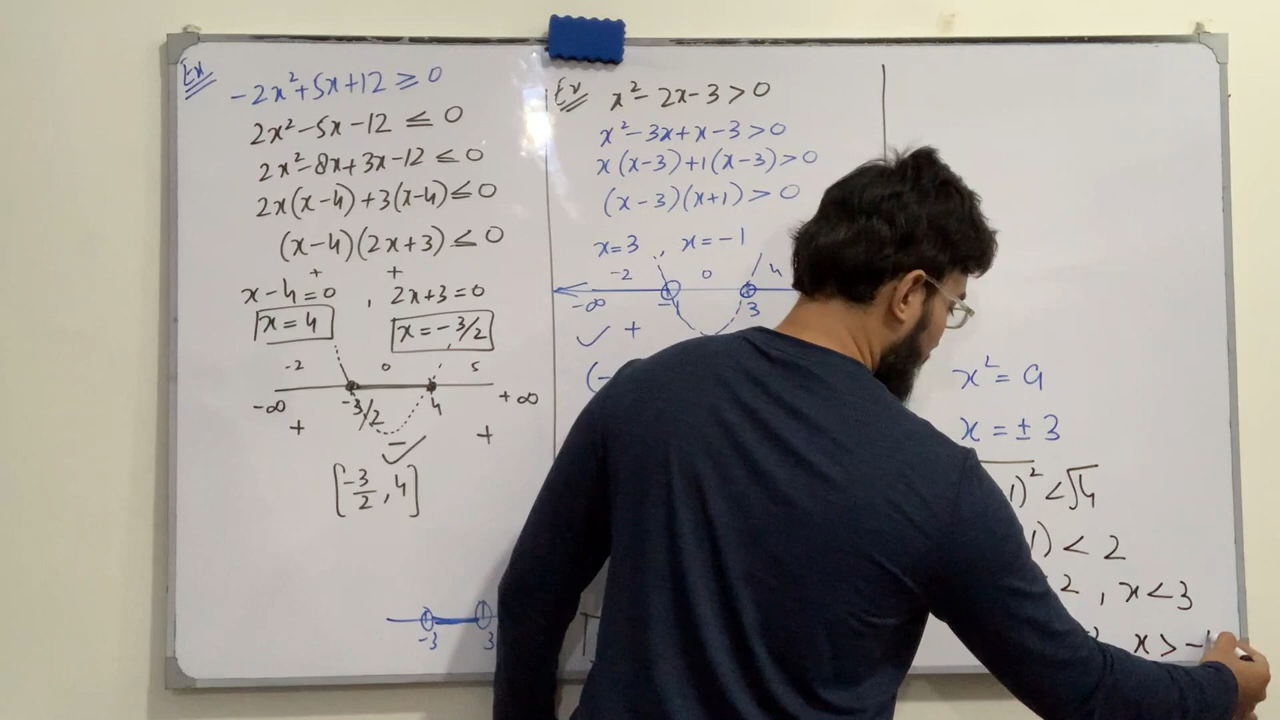 Ex
-2x²+5x+12 ≥ 0
2x²-5x-12 ≤ 0
2x²-8x+3x-12 ≤ 0
2x(x-4)+3(x-4) ≤ 0
(x-4)(2x+3) ≤ 0
+ +
x-4=0 , 2x+3=0
x=4 x=-3/2
-2 0 5
-∞ -3/2 4 +∞
+ - +
[-3/2, 4]
-3 3
Ex x²-2x-3>0
x²-3x+x-3>0
x(x-3)+1(x-3)>0
(x-3)(x+1)>0
x=3 , x=-1
-2 0 4
-∞ 3
+
(-
x²=9
x=±3
1)²<√4
1)<2
2 , x<3
x>-